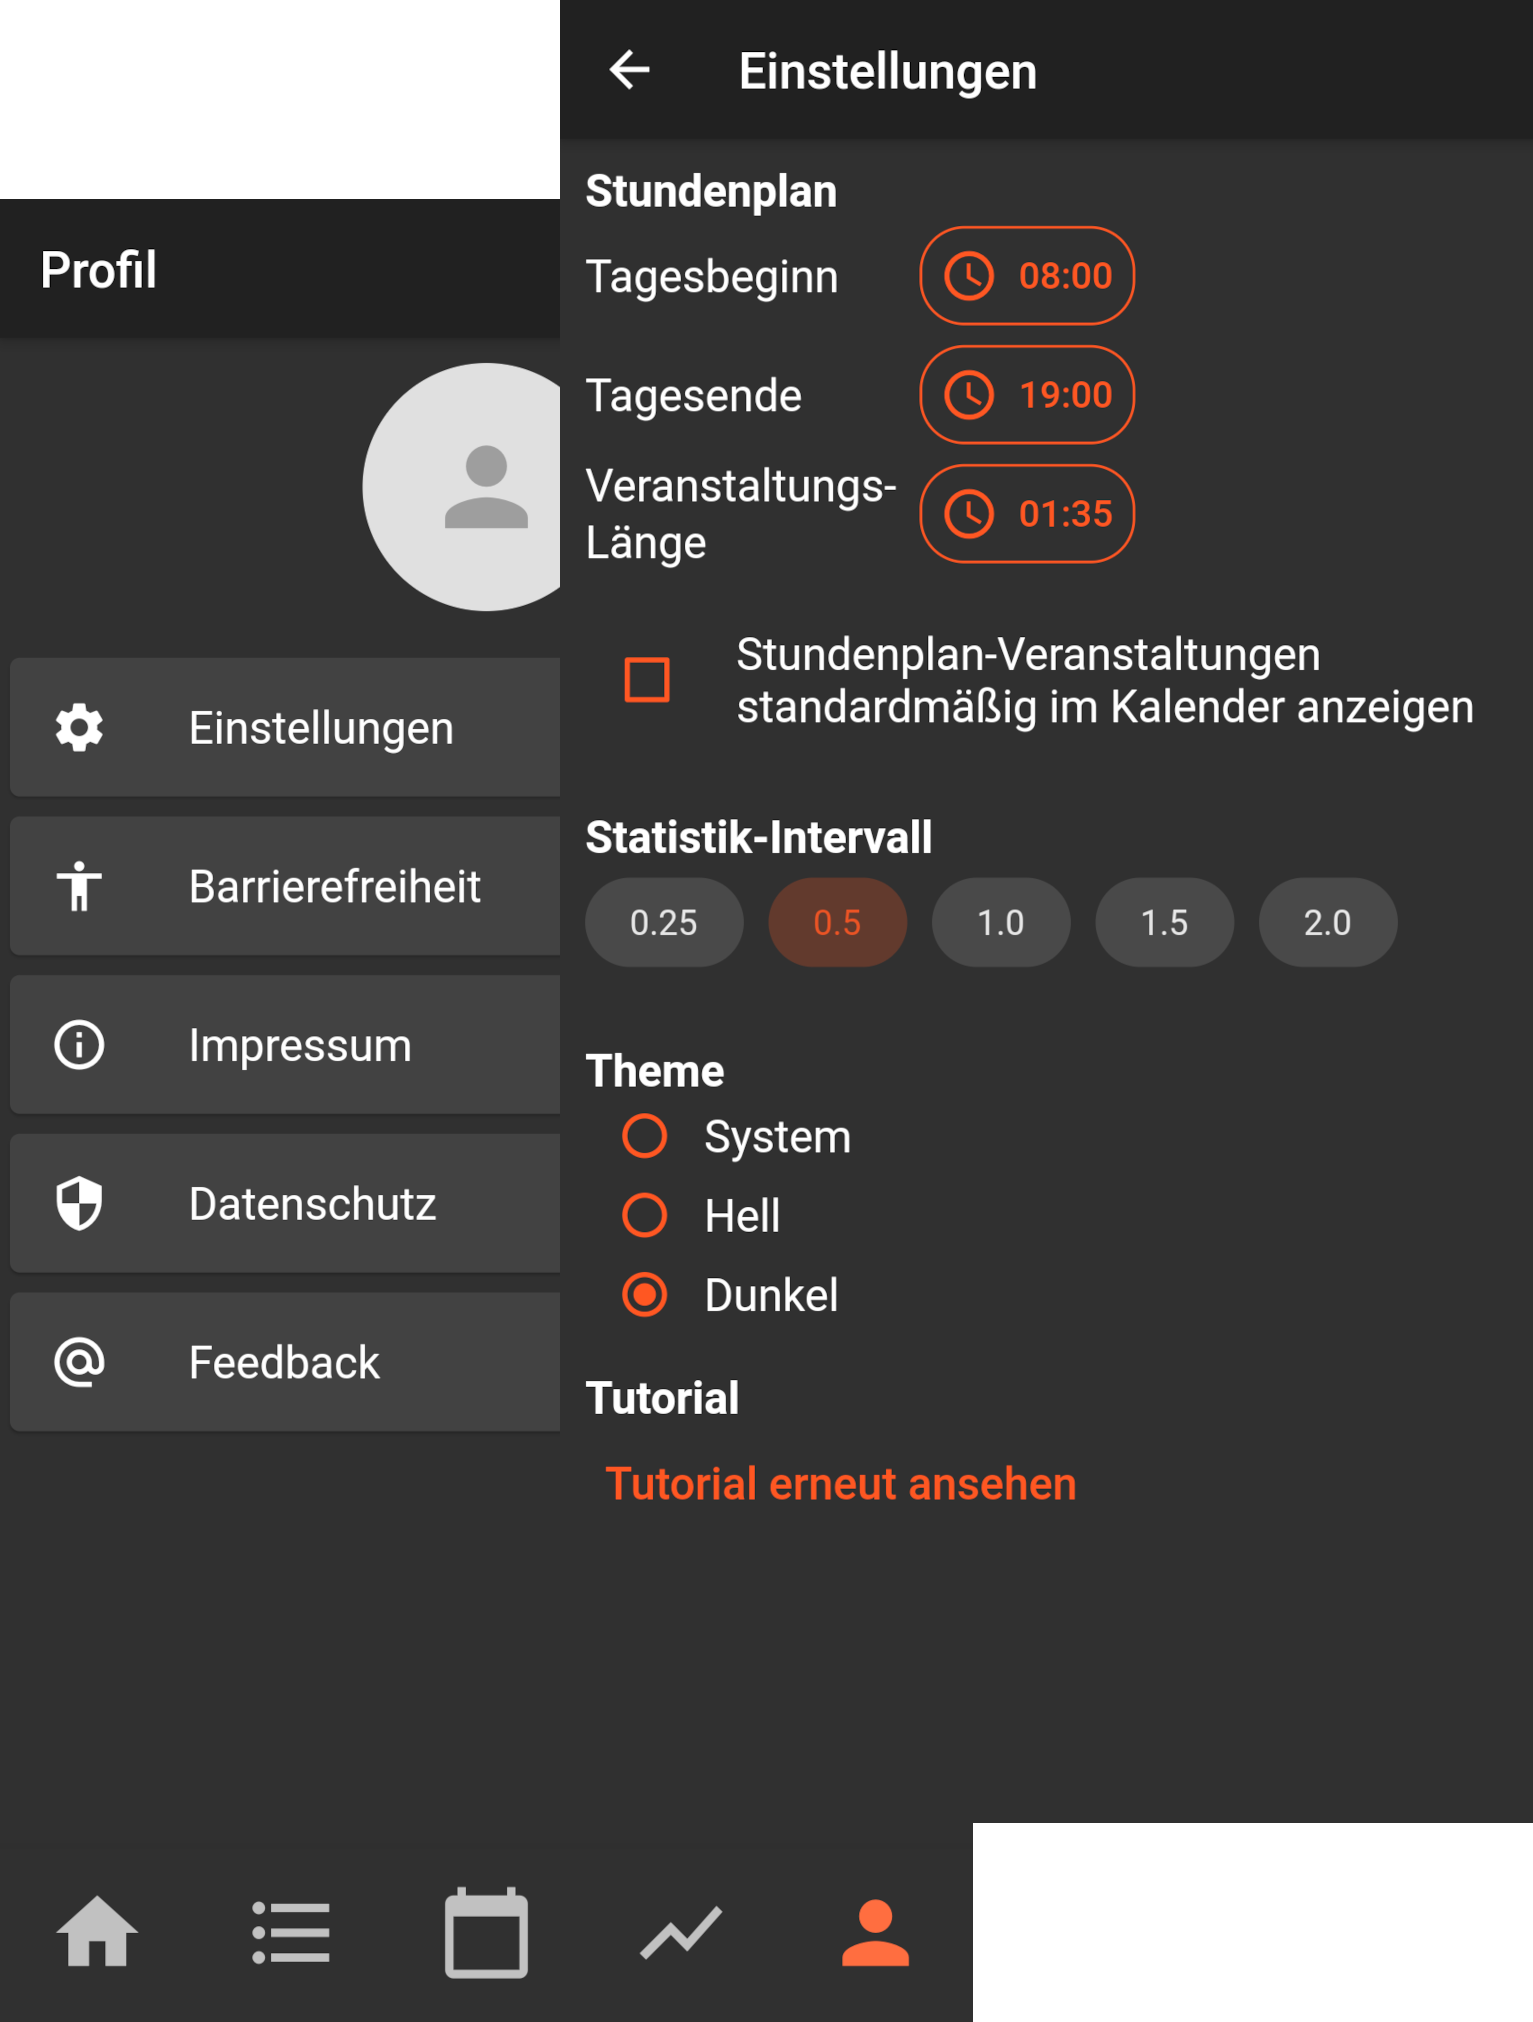 Profil
Einstellungen
Barrierefreiheit
Impressum
Datenschutz
Feedback
Einstellungen
Stundenplan
Tagesbeginn 08:00
Tagesende 19:00
Veranstaltungs-
Länge 01:35
Stundenplan-Veranstaltungen
standardmäßig im Kalender anzeigen
Statistik-Intervall
0.25 0.5 1.0 1.5 2.0
Theme
System
Hell
Dunkel
Tutorial
Tutorial erneut ansehen